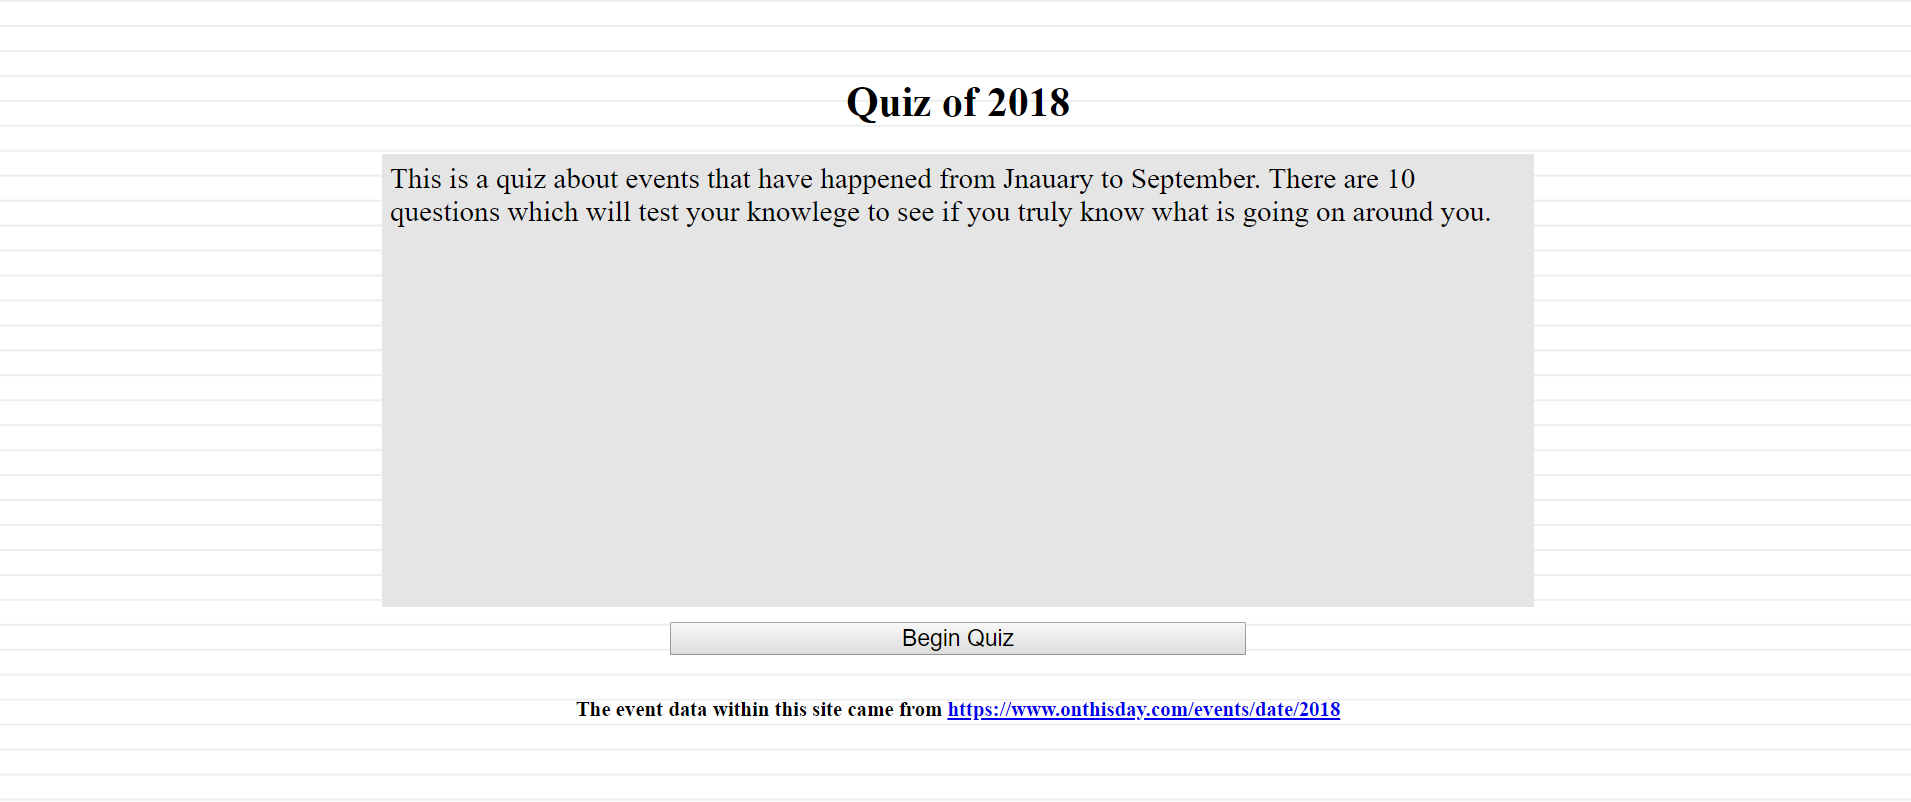 Quiz of 2018
This is a quiz about events that have happened from Jnauary to September. There are 10
questions which will test your knowlege to see if you truly know what is going on around you.
Begin Quiz
The event data within this site came from https://www.onthisday.com/events/date/2018